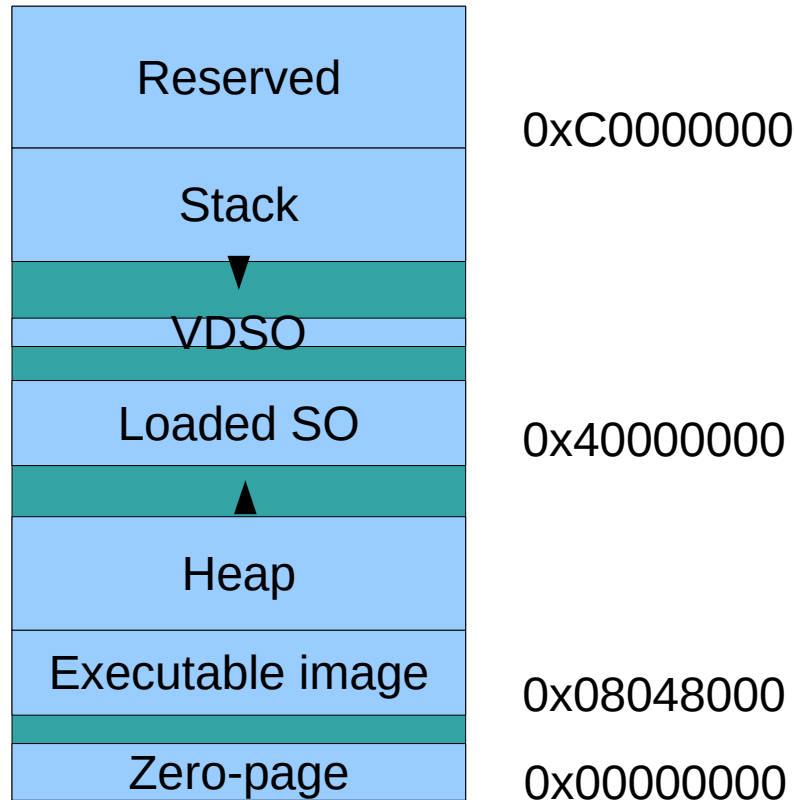 Reserved
0xC0000000
Stack
VDSO
Loaded SO
0x40000000
Heap
Executable image
0x08048000
Zero-page
0x00000000